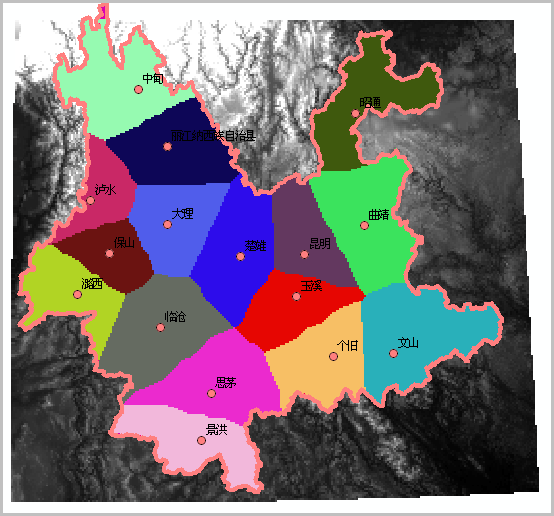 中甸
昭通
丽江纳西族自治县
泸水
大理
曲靖
保山
楚雄
昆明
潞西
玉溪
临沧
个旧
文山
思茅
景洪